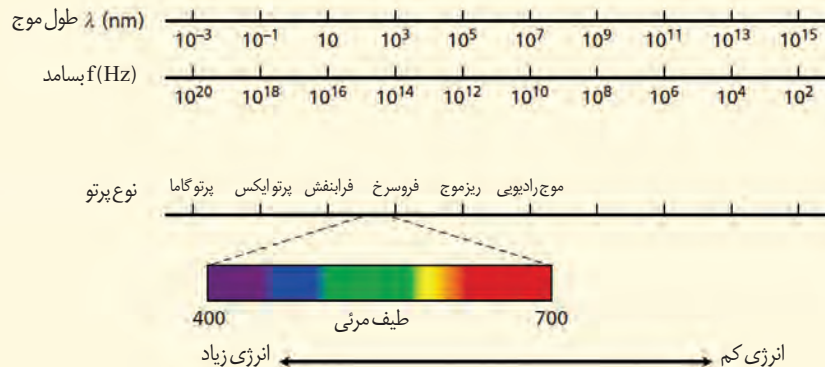 طول موج λ (nm)
10⁻³ 10⁻¹ 10 10³ 10⁵ 10⁷ 10⁹ 10¹¹ 10¹³ 10¹⁵
بسامد f(Hz)
10²⁰ 10¹⁸ 10¹⁶ 10¹⁴ 10¹² 10¹⁰ 10⁸ 10⁶ 10⁴ 10²
نوع پرتو
پرتو گاما پرتو ایکس فرابنفش فروسرخ ریزموج موج رادیویی
400 طیف مرئی 700
انرژی زیاد انرژی کم